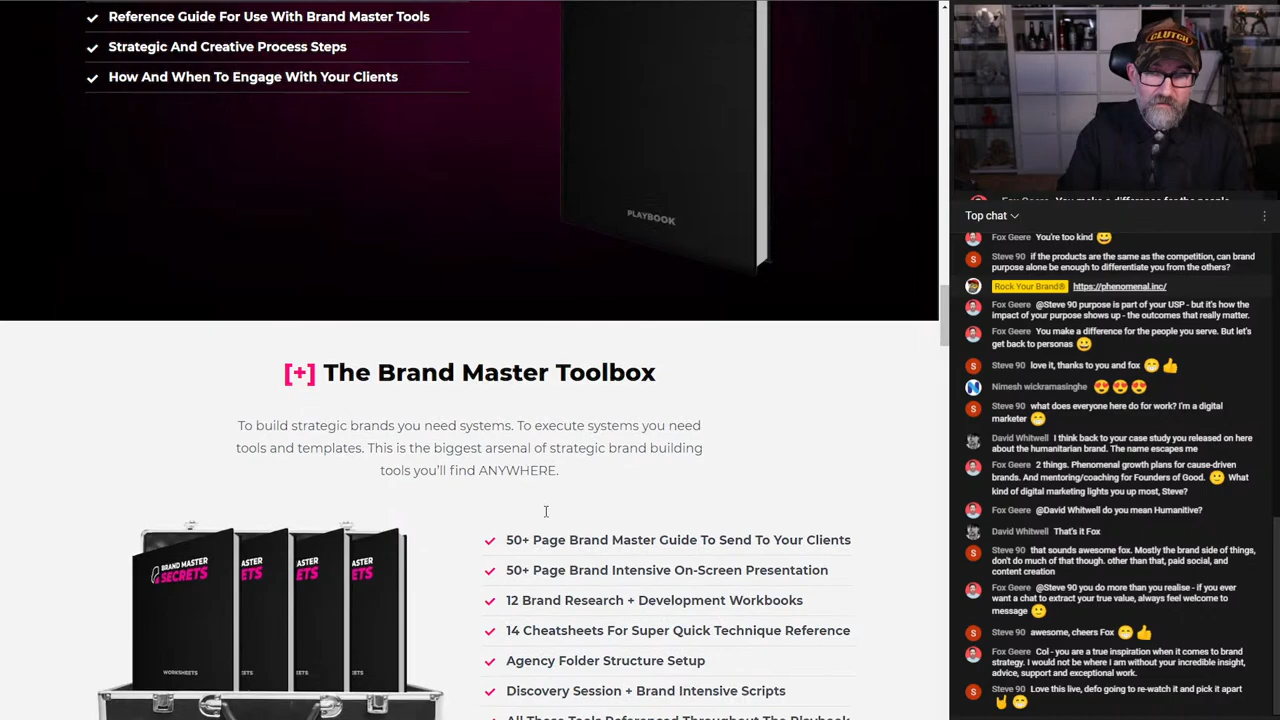 Reference Guide For Use With Brand Master Tools
Strategic And Creative Process Steps
How And When To Engage With Your Clients
PLAYBOOK
[+] The Brand Master Toolbox
To build strategic brands you need systems. To execute systems you need
tools and templates. This is the biggest arsenal of strategic brand building
tools you'll find ANYWHERE.
BRAND MASTER
SECRETS
WORKSHEETS
50+ Page Brand Master Guide To Send To Your Clients
50+ Page Brand Intensive On-Screen Presentation
12 Brand Research + Development Workbooks
14 Cheatsheets For Super Quick Technique Reference
Agency Folder Structure Setup
Discovery Session + Brand Intensive Scripts
All These Tools Referenced Throughout The Playbook
CLUTCH
Fox Geere You make a difference for the people
Top chat
Fox Geere You're too kind
Steve 90 if the products are the same as the competition, can brand
purpose alone be enough to differentiate you from the others?
Rock Your Brand® https://phenomenal.inc/
Fox Geere @Steve 90 purpose is part of your USP - but it's how the
impact of your purpose shows up - the outcomes that really matter.
Fox Geere You make a difference for the people you serve. But let's
get back to personas
Steve 90 love it, thanks to you and fox
Nimesh wickramasinghe
Steve 90 what does everyone here do for work? I'm a digital
marketer
David Whitwell I think back to your case study you released on here
about the humanitarian brand. The name escapes me
Fox Geere 2 things. Phenomenal growth plans for cause-driven
brands. And mentoring/coaching for Founders of Good. What
kind of digital marketing lights you up most, Steve?
Fox Geere @David Whitwell do you mean Humanitive?
David Whitwell That's it Fox
Steve 90 that sounds awesome fox. Mostly the brand side of things,
don't do much of that though. other than that, paid social, and
content creation
Fox Geere @Steve 90 you do more than you realise - if you ever
want a chat to extract your true value, always feel welcome to
message
Steve 90 awesome, cheers Fox
Fox Geere Col - you are a true inspiration when it comes to brand
strategy. I would not be where I am without your incredible insight,
advice, support and exceptional work.
Steve 90 Love this live, defo going to re-watch it and pick it apart